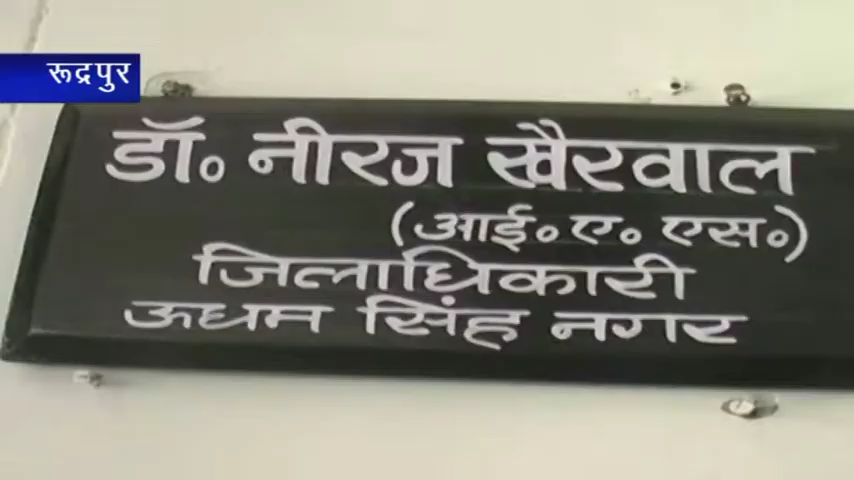 रूद्रपुर
डॉ० नीरज खैरवाल
(आई०ए०एस०)
जिलाधिकारी
ऊधम सिंह नगर